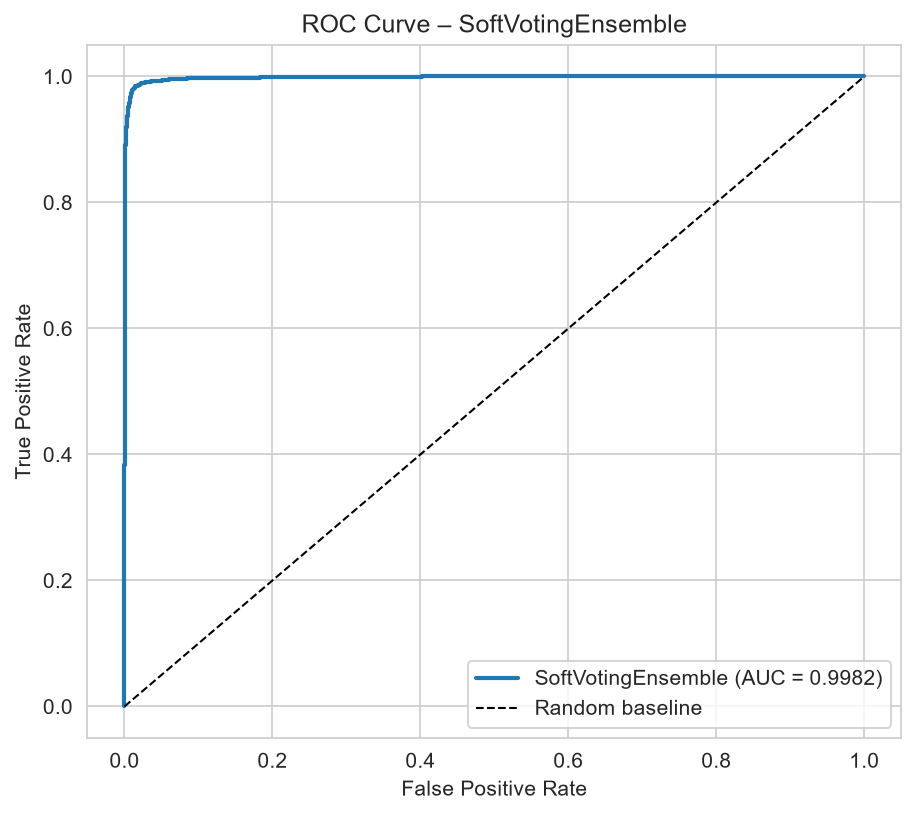 ROC Curve – SoftVotingEnsemble
True Positive Rate
1.0
0.8
0.6
0.4
0.2
0.0
0.0 0.2 0.4 0.6 0.8 1.0
False Positive Rate
SoftVotingEnsemble (AUC = 0.9982)
Random baseline